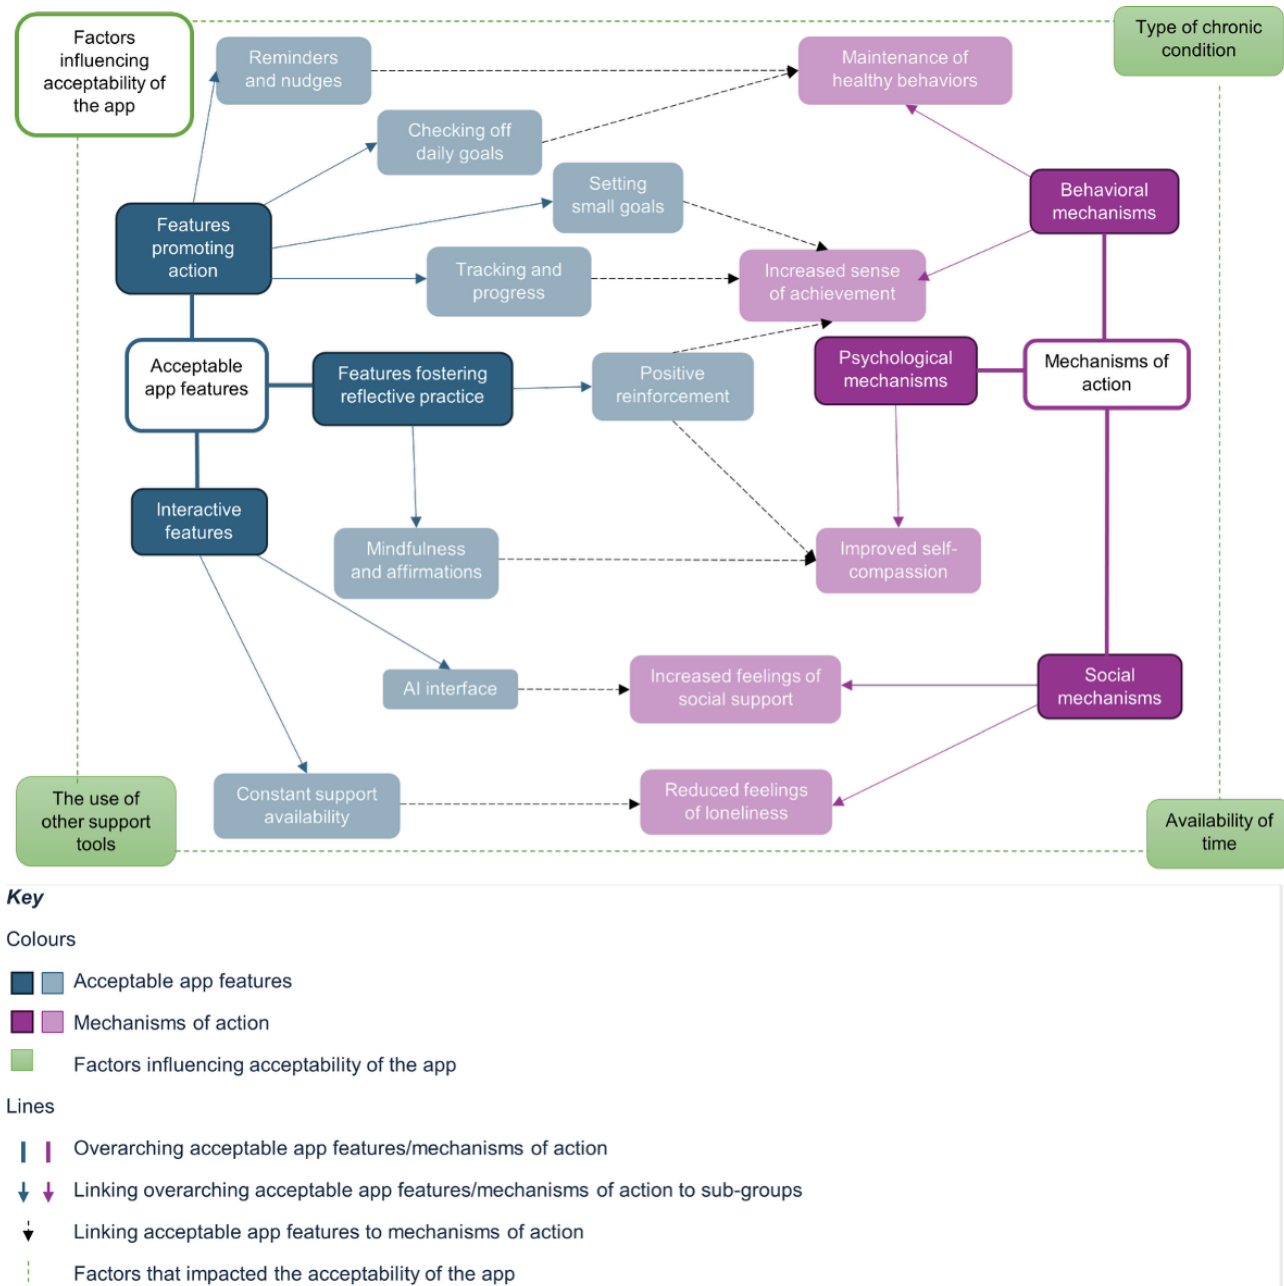 Factors
influencing
acceptability of
the app
Type of chronic
condition
Reminders
and nudges
Maintenance of
healthy behaviors
Checking off
daily goals
Setting
small goals
Behavioral
mechanisms
Features
promoting
action
Tracking and
progress
Increased sense
of achievement
Acceptable
app features
Features fostering
reflective practice
Positive
reinforcement
Psychological
mechanisms
Mechanisms of
action
Interactive
features
Mindfulness
and affirmations
Improved self-
compassion
AI interface
Increased feelings of
social support
Social
mechanisms
Constant support
availability
Reduced feelings
of loneliness
The use of
other support
tools
Availability of
time
Key
Colours
Acceptable app features
Mechanisms of action
Factors influencing acceptability of the app
Lines
Overarching acceptable app features/mechanisms of action
Linking overarching acceptable app features/mechanisms of action to sub-groups
Linking acceptable app features to mechanisms of action
Factors that impacted the acceptability of the app